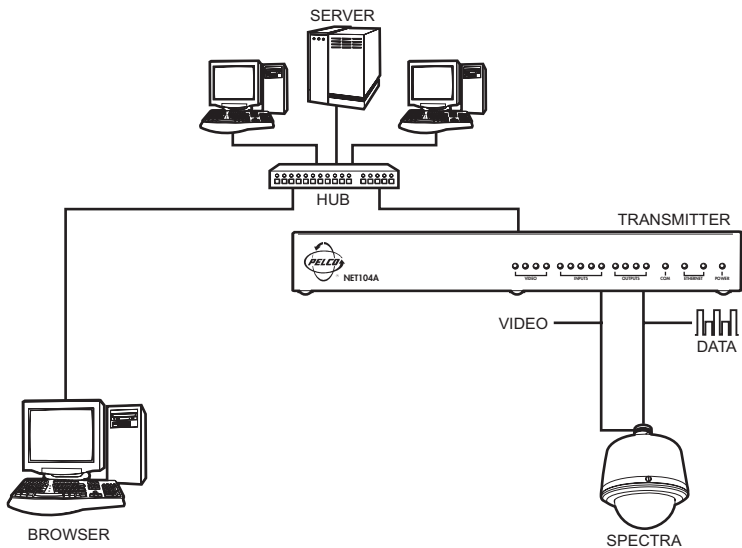 SERVER
HUB
TRANSMITTER
PELCO
®
NET104A
VIDEO
INPUTS
OUTPUTS
COM
ETHERNET
POWER
VIDEO
DATA
BROWSER
SPECTRA